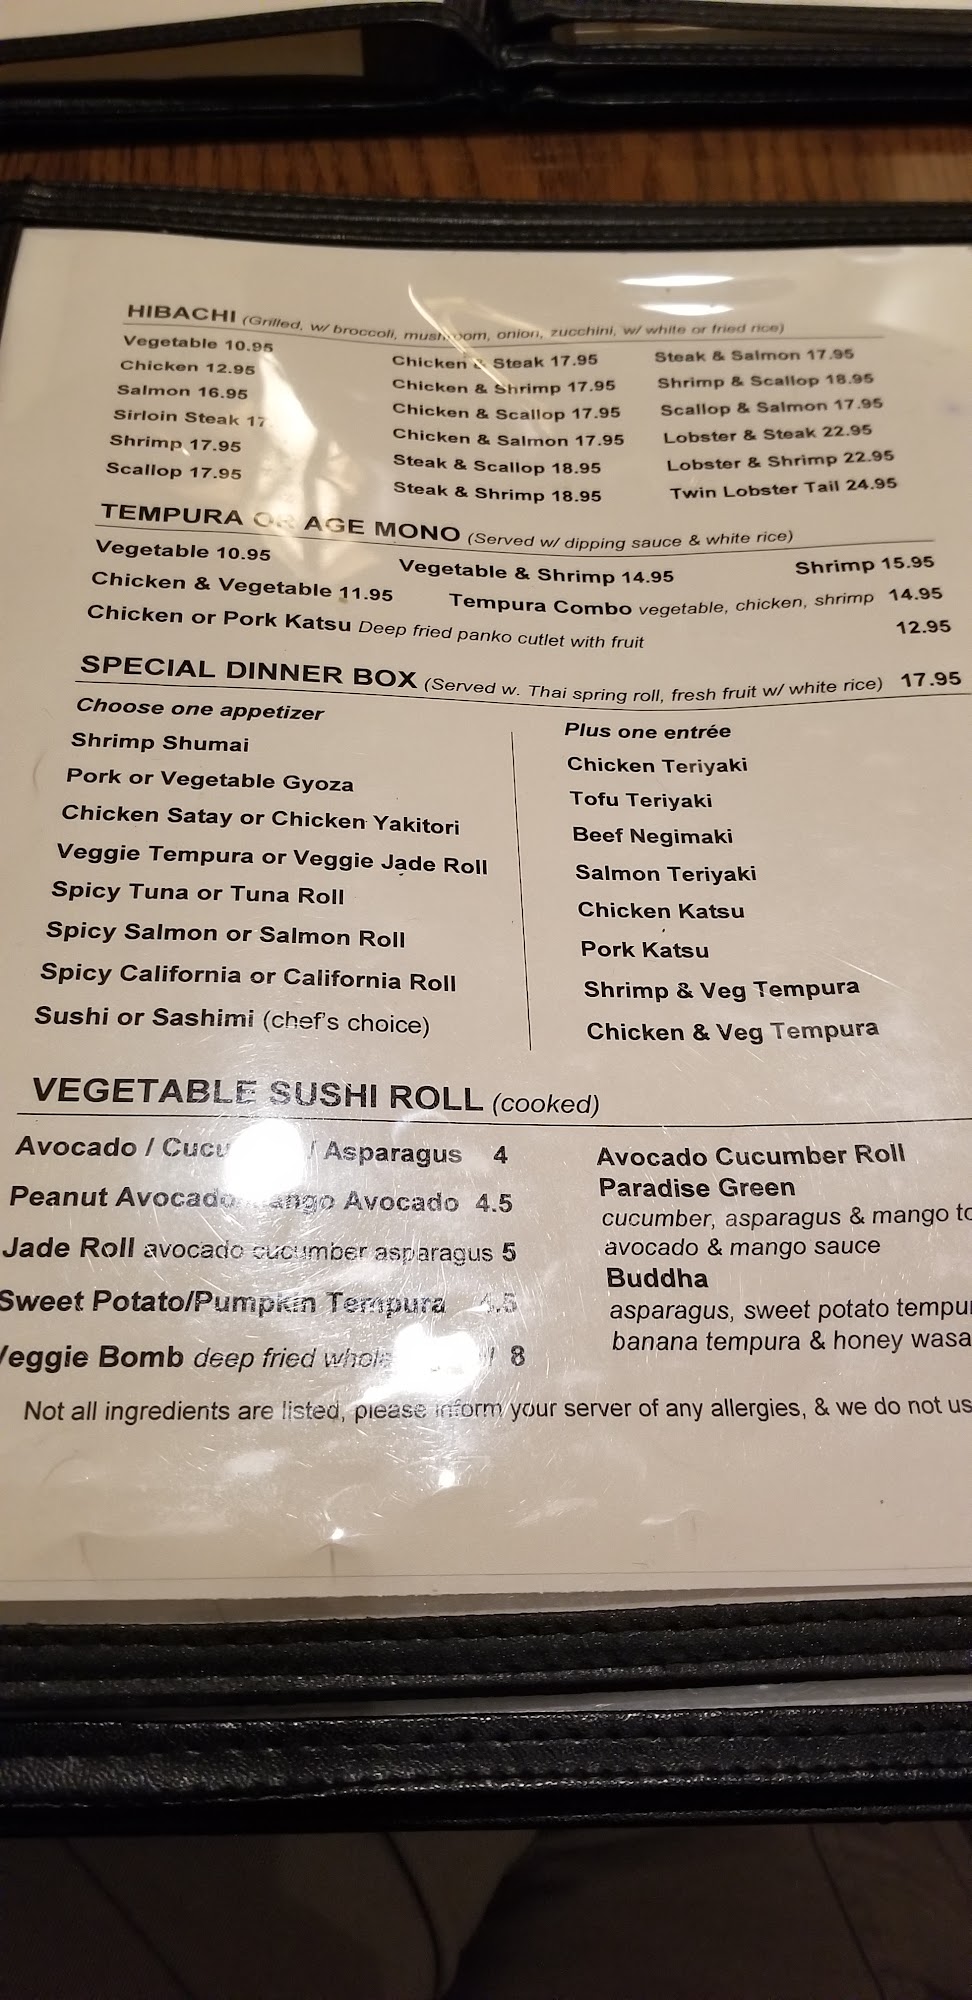 HIBACHI (Grilled, w/ broccoli, mushroom, onion, zucchini, w/ white or fried rice)
Vegetable 10.95
Chicken 12.95
Salmon 16.95
Sirloin Steak 17
Shrimp 17.95
Scallop 17.95
Chicken & Steak 17.95
Chicken & Shrimp 17.95
Chicken & Scallop 17.95
Chicken & Salmon 17.95
Steak & Scallop 18.95
Steak & Shrimp 18.95
Steak & Salmon 17.95
Shrimp & Scallop 18.95
Scallop & Salmon 17.95
Lobster & Steak 22.95
Lobster & Shrimp 22.95
Twin Lobster Tail 24.95
TEMPURA OR AGE MONO (Served w/ dipping sauce & white rice)
Vegetable 10.95 Vegetable & Shrimp 14.95 Shrimp 15.95
Chicken & Vegetable 11.95 Tempura Combo vegetable, chicken, shrimp 14.95
Chicken or Pork Katsu Deep fried panko cutlet with fruit 12.95
SPECIAL DINNER BOX (Served w. Thai spring roll, fresh fruit w/ white rice) 17.95
Choose one appetizer
Shrimp Shumai
Pork or Vegetable Gyoza
Chicken Satay or Chicken Yakitori
Veggie Tempura or Veggie Jade Roll
Spicy Tuna or Tuna Roll
Spicy Salmon or Salmon Roll
Spicy California or California Roll
Sushi or Sashimi (chef's choice)
Plus one entrée
Chicken Teriyaki
Tofu Teriyaki
Beef Negimaki
Salmon Teriyaki
Chicken Katsu
Pork Katsu
Shrimp & Veg Tempura
Chicken & Veg Tempura
VEGETABLE SUSHI ROLL (cooked)
Avocado / Cucu / Asparagus 4
Peanut Avocado ango Avocado 4.5
Jade Roll avocado cucumber asparagus 5
Sweet Potato/Pumpkin Tempura 4.5
Veggie Bomb deep fried whole 8
Avocado Cucumber Roll
Paradise Green
cucumber, asparagus & mango to
avocado & mango sauce
Buddha
asparagus, sweet potato tempu
banana tempura & honey wasa
Not all ingredients are listed, please inform your server of any allergies, & we do not us